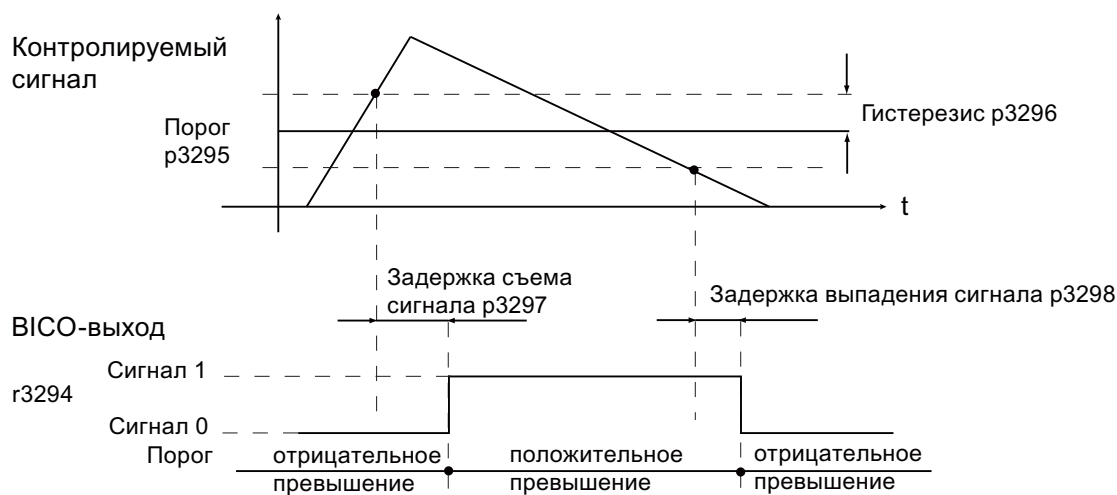 Контролируемый
сигнал
Гистерезис p3296
Порог
p3295
t
Задержка съема
сигнала p3297
Задержка выпадения сигнала p3298
BICO-выход
Сигнал 1
r3294
Сигнал 0
Порог
отрицательное
превышение
положительное
превышение
отрицательное
превышение